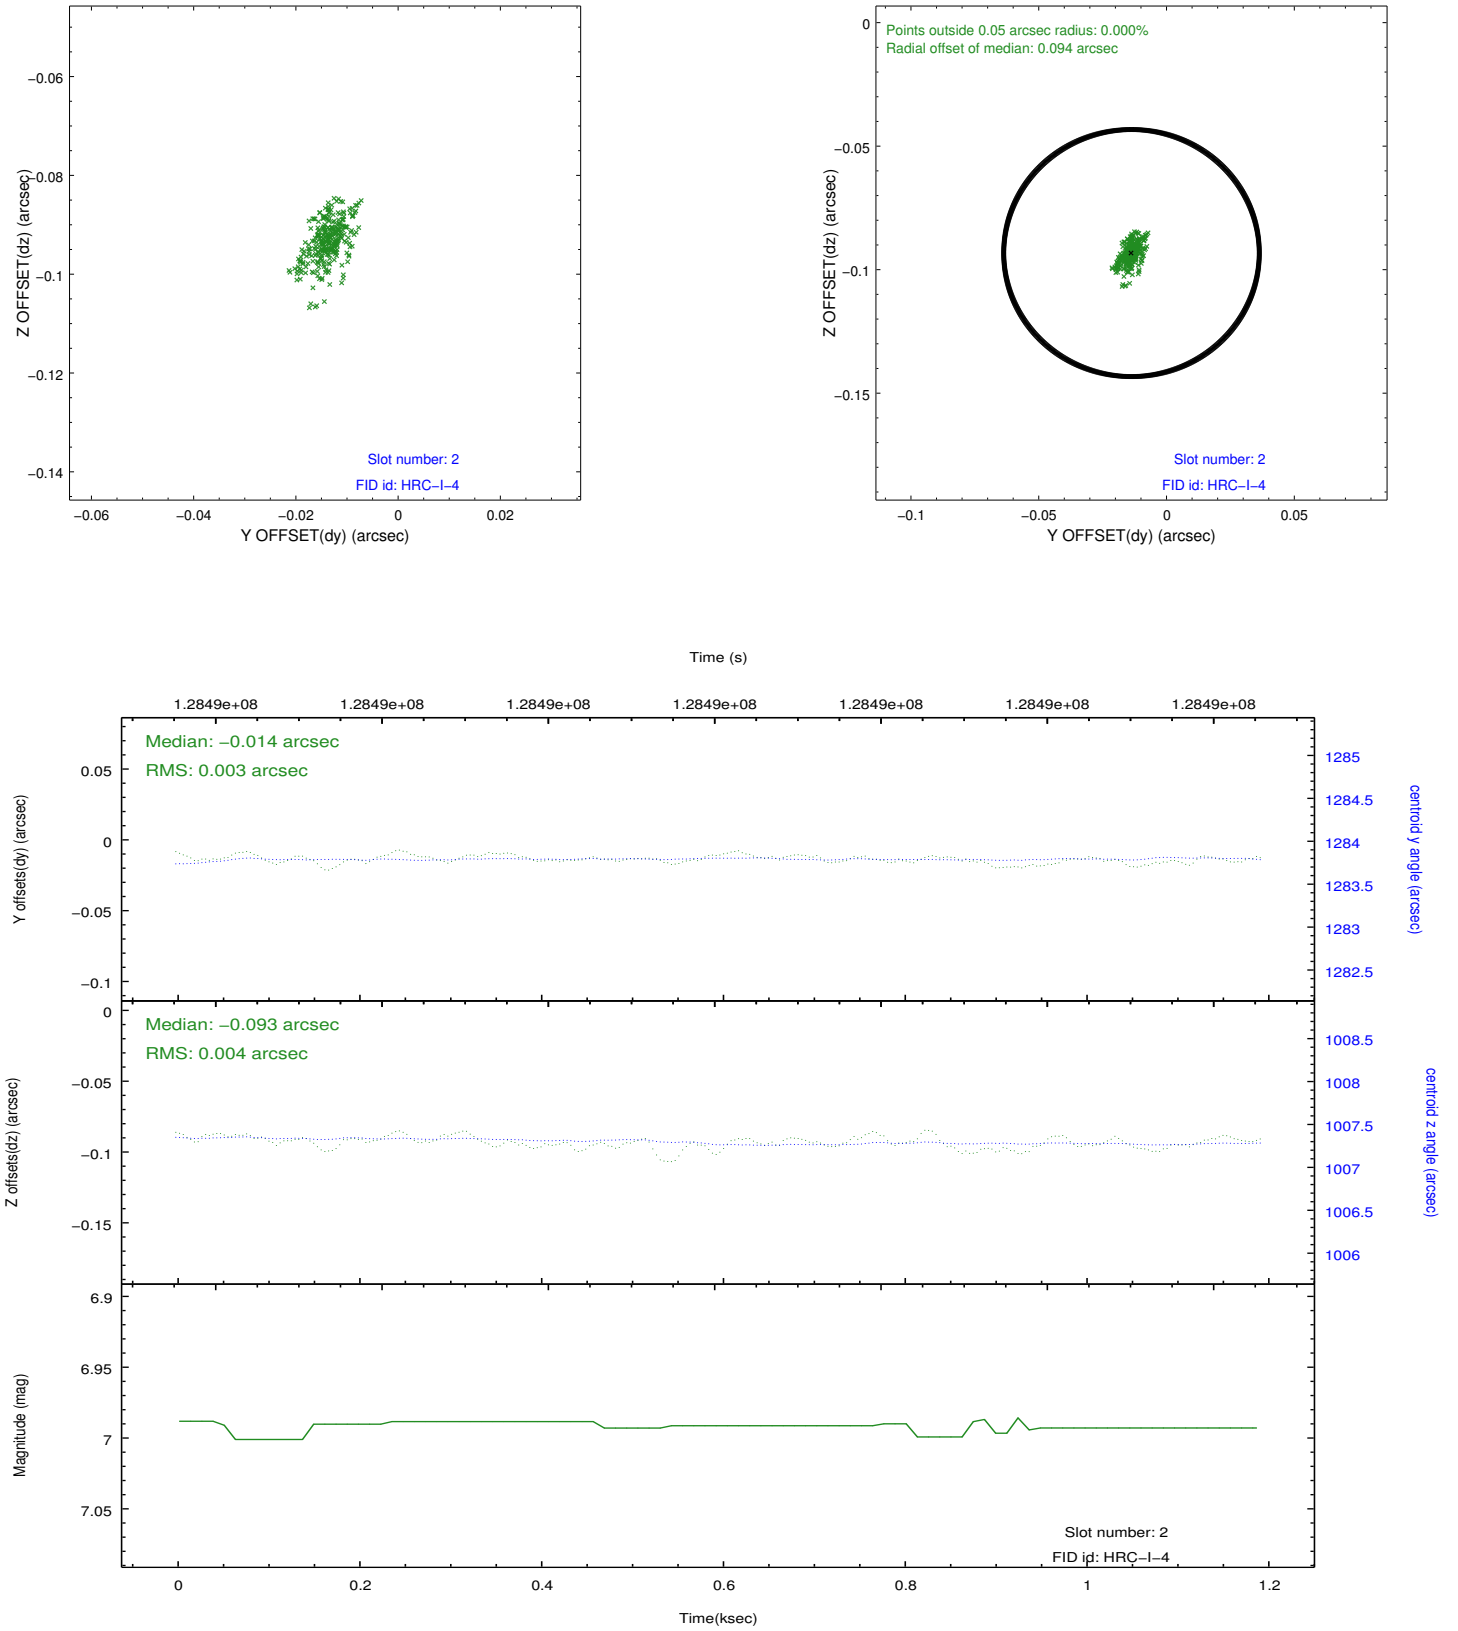 −0.06
−0.08
−0.1
−0.12
−0.14
Z OFFSET(dz) (arcsec)
Slot number: 2
FID id: HRC−I−4
−0.06 −0.04 −0.02 0 0.02
Y OFFSET(dy) (arcsec)
Points outside 0.05 arcsec radius: 0.000%
Radial offset of median: 0.094 arcsec
0
−0.05
−0.1
−0.15
Z OFFSET(dz) (arcsec)
Slot number: 2
FID id: HRC−I−4
−0.1 −0.05 0 0.05
Y OFFSET(dy) (arcsec)
Time (s)
1.2849e+08 1.2849e+08 1.2849e+08 1.2849e+08 1.2849e+08 1.2849e+08 1.2849e+08
Median: −0.014 arcsec
RMS: 0.003 arcsec
0.05
0
−0.05
−0.1
Y offsets(dy) (arcsec)
1285
1284.5
1284
1283.5
1283
1282.5
centroid y angle (arcsec)
Median: −0.093 arcsec
RMS: 0.004 arcsec
0
−0.05
−0.1
−0.15
Z offsets(dz) (arcsec)
1008.5
1008
1007.5
1007
1006.5
1006
centroid z angle (arcsec)
6.9
6.95
7
7.05
Magnitude (mag)
Slot number: 2
FID id: HRC−I−4
0 0.2 0.4 0.6 0.8 1 1.2
Time(ksec)